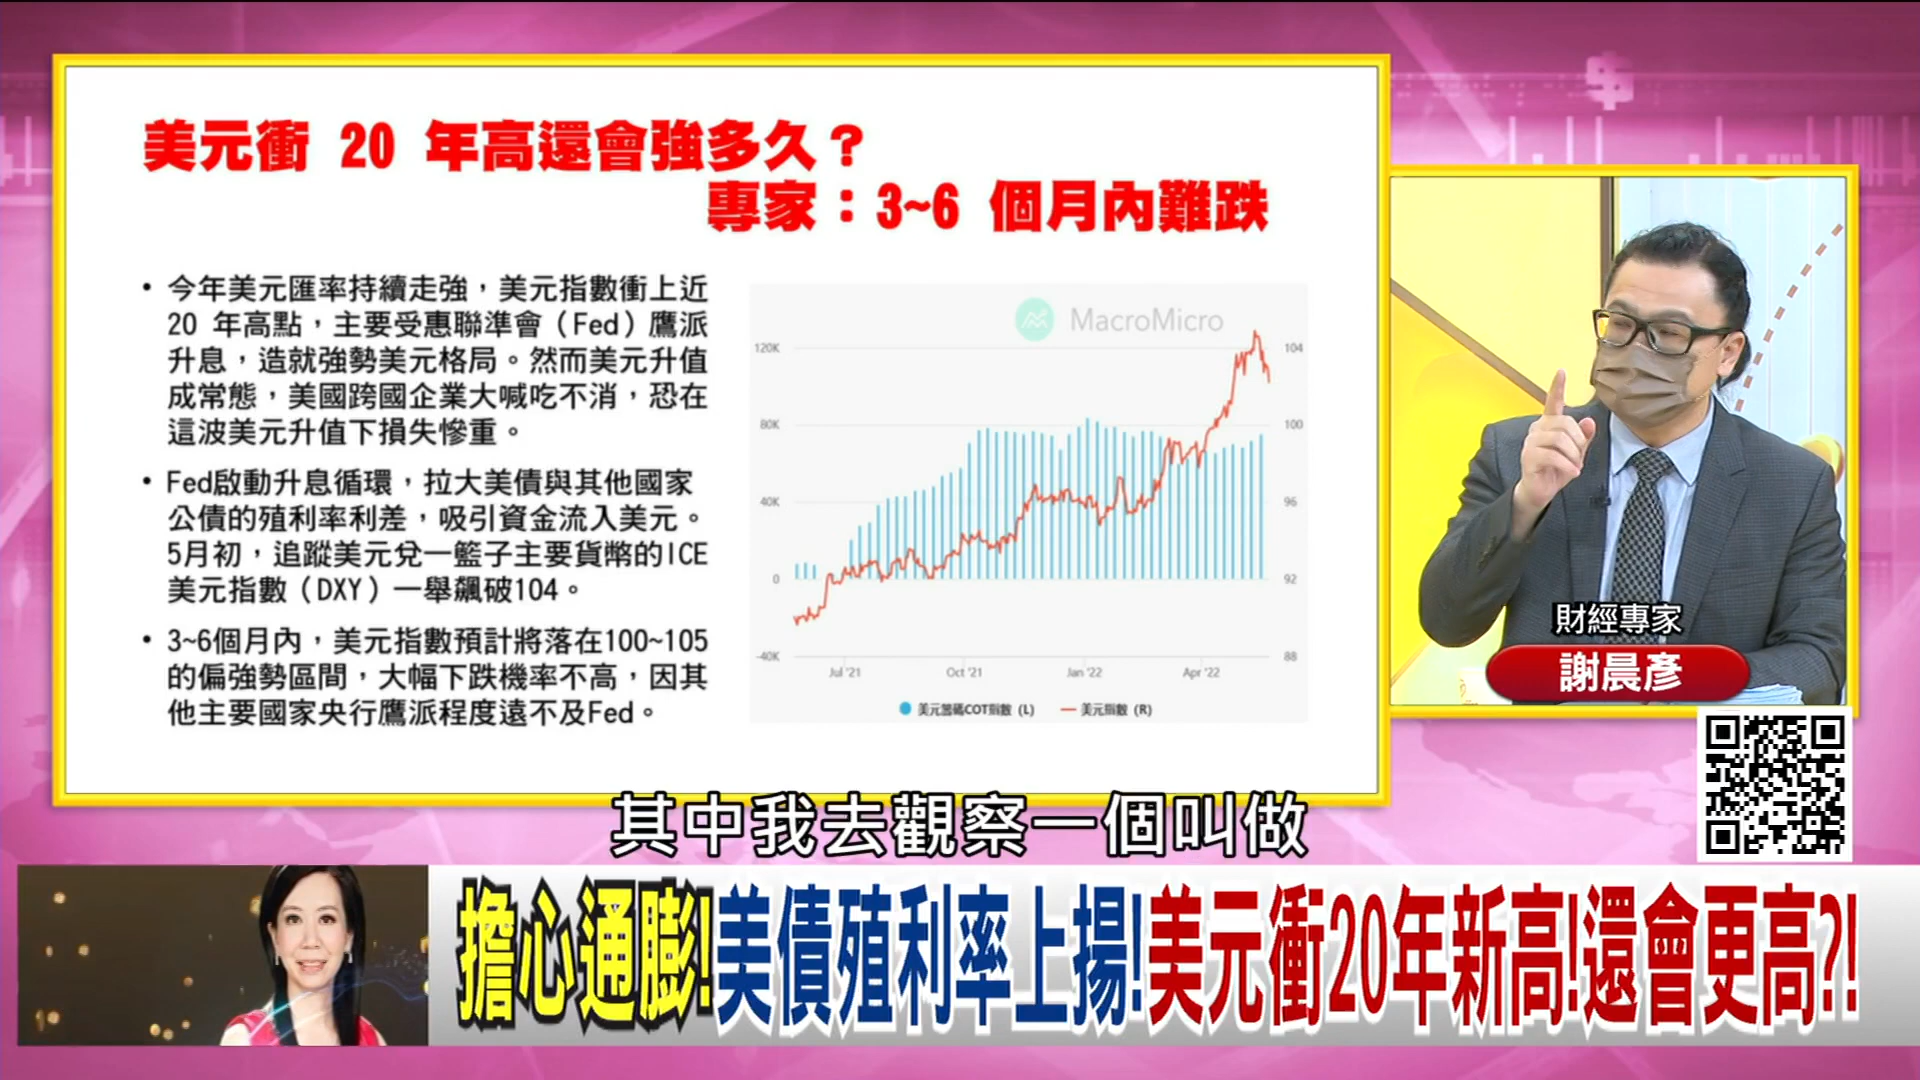 美元衝 20 年高還會強多久？
專家：3~6 個月內難跌
• 今年美元匯率持續走強，美元指數衝上近
20 年高點，主要受惠聯準會（Fed）鷹派
升息，造就強勢美元格局。然而美元升值
成常態，美國跨國企業大喊吃不消，恐在
這波美元升值下損失慘重。
• Fed啟動升息循環，拉大美債與其他國家
公債的殖利率利差，吸引資金流入美元。
5月初，追蹤美元兌一籃子主要貨幣的ICE
美元指數（DXY）一舉飆破104。
• 3~6個月內，美元指數預計將落在100~105
的偏強勢區間，大幅下跌機率不高，因其
他主要國家央行鷹派程度遠不及Fed。
MacroMicro
120K 104
80K 100
40K 96
0 92
-40K 88
Jul '21 Oct '21 Jan '22 Apr '22
美元籌碼COT指數 (L) 美元指數 (R)
財經專家
謝晨彥
其中我去觀察一個叫做
擔心通膨!美債殖利率上揚!美元衝20年新高!還會更高?!